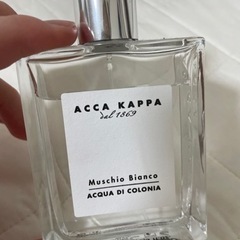 ACCA KAPPA
dal 1869
Muschio Bianco
ACQUA DI COLONIA